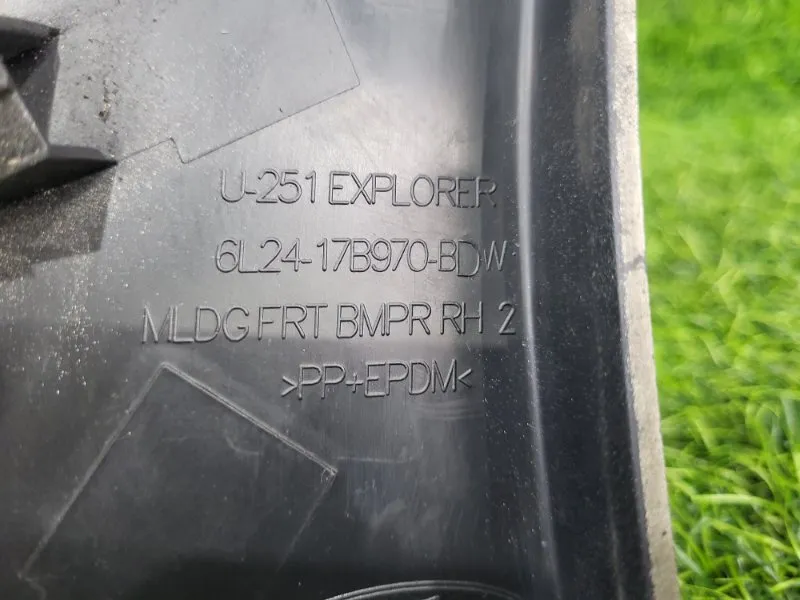 U-251 EXPLORER
6L24-17B970-BDW
MLDG FRT BMPR RH 2
>PP+EPDM<